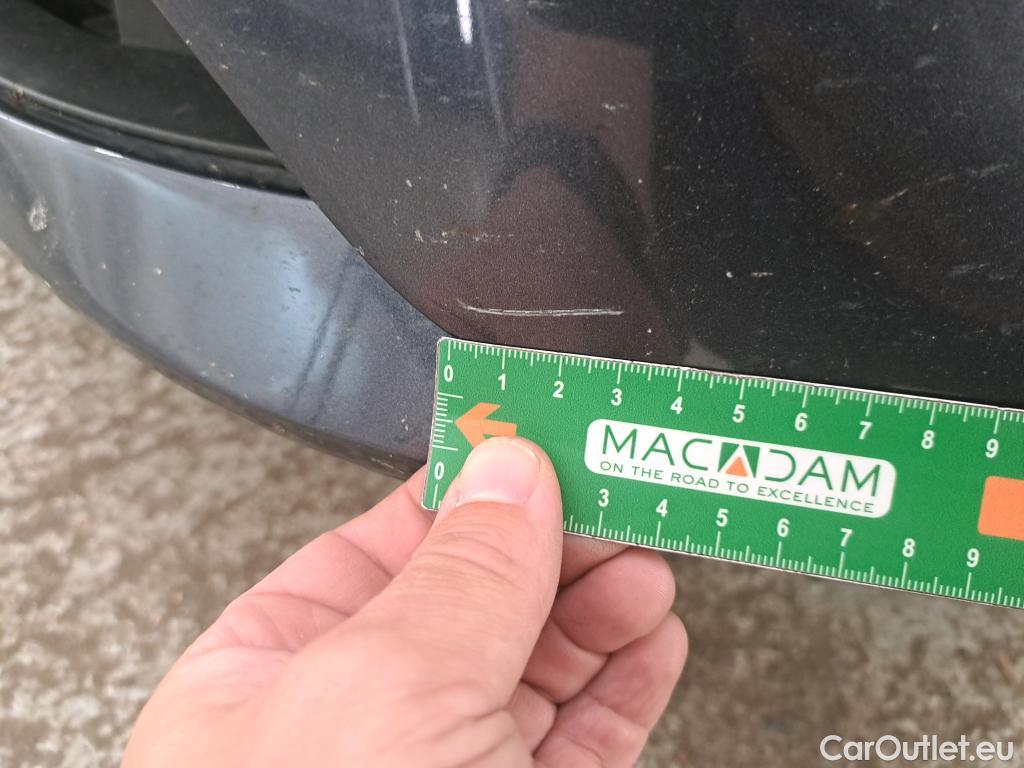 0 1 2 3 4 5 6 7 8 9
MACADAM
ON THE ROAD TO EXCELLENCE
0 3 4 5 6 7 8 9
CarOutlet.eu